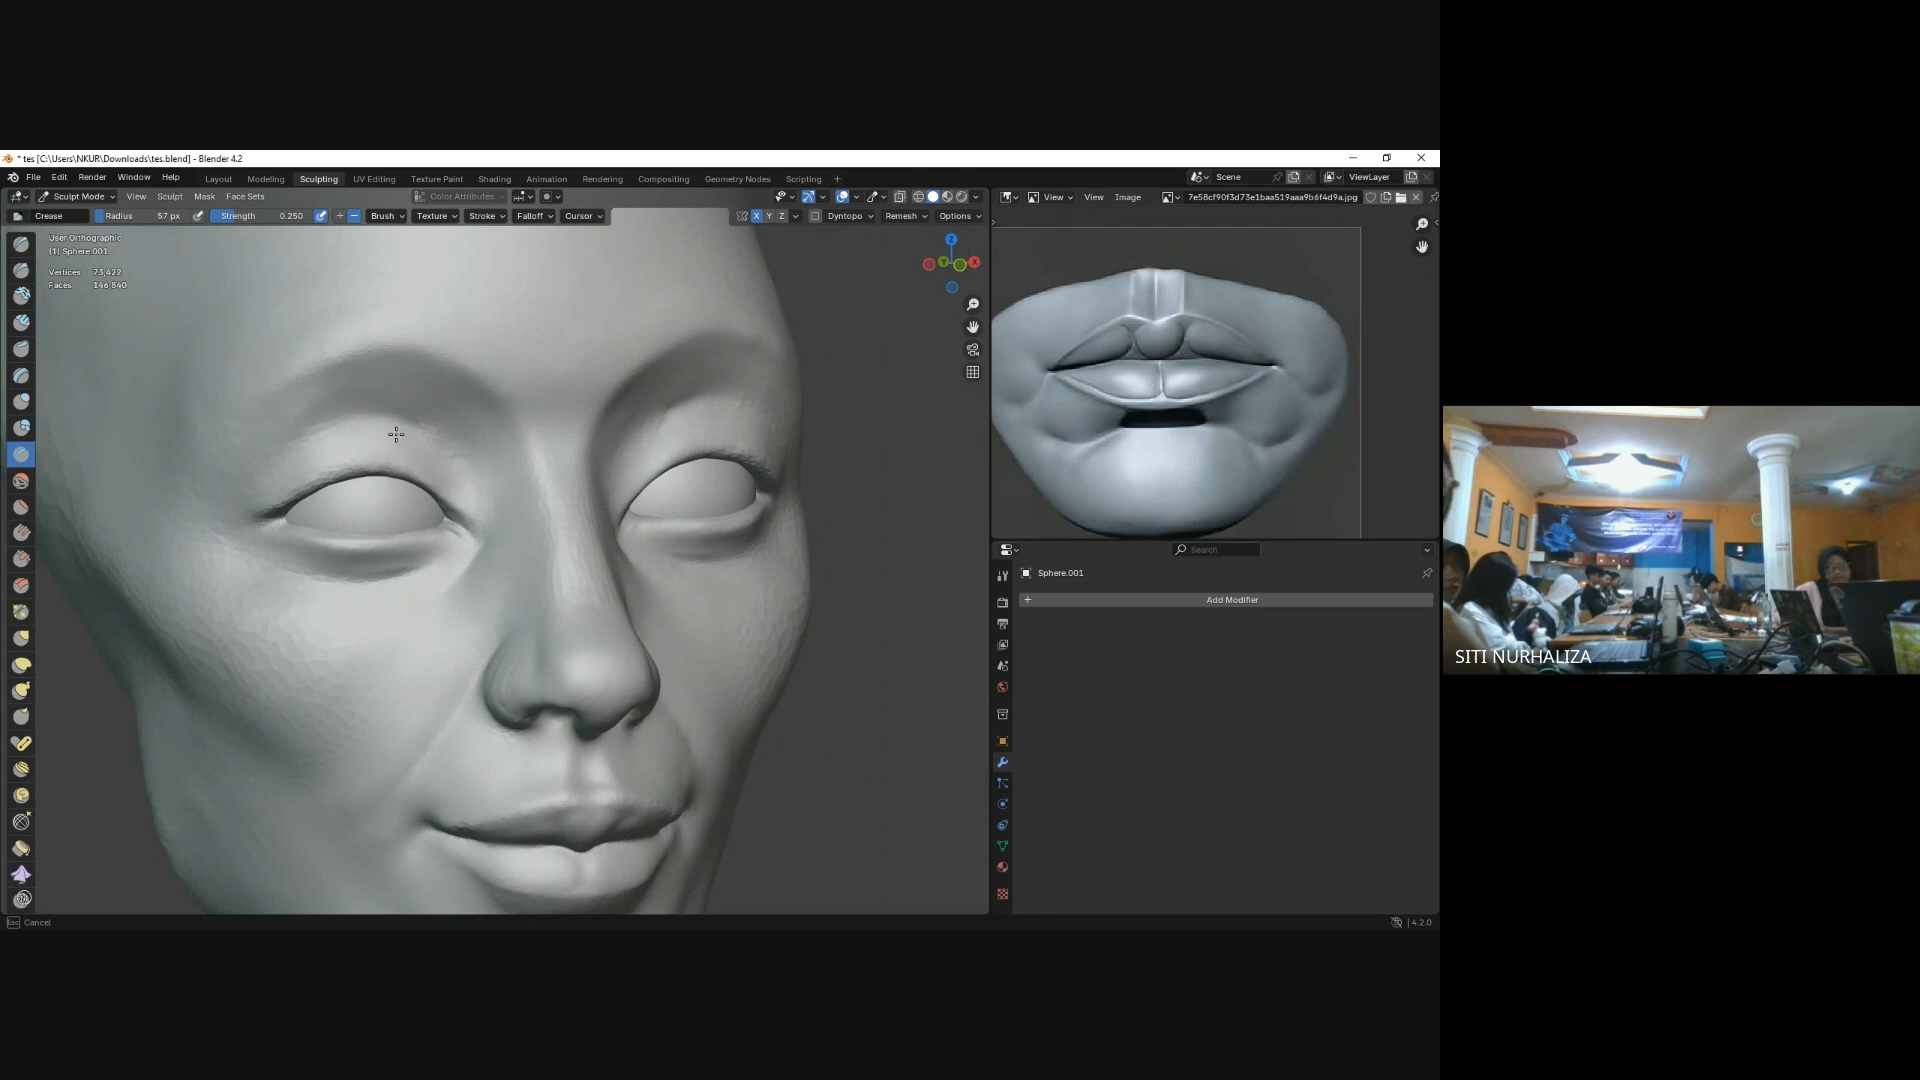 * tes [C:\Users\NKUR\Downloads\tes.blend] - Blender 4.2
File Edit Render Window Help Layout Modeling Sculpting UV Editing Texture Paint Shading Animation Rendering Compositing Geometry Nodes Scripting + Scene ViewLayer
Sculpt Mode View Sculpt Mask Face Sets Color Attributes View View Image 7e58cf90f3d73e1baa519aaa9b6f4d9a.jpg
Crease Radius 57 px Strength 0.250 Brush Texture Stroke Falloff Cursor X Y Z Dyntopo Remesh Options
User Orthographic
(1) Sphere.001
Vertices 73,422
Faces 146,840
Z
Y X
Search
Sphere.001
+ Add Modifier
SITI NURHALIZA
Esc Cancel 4.2.0